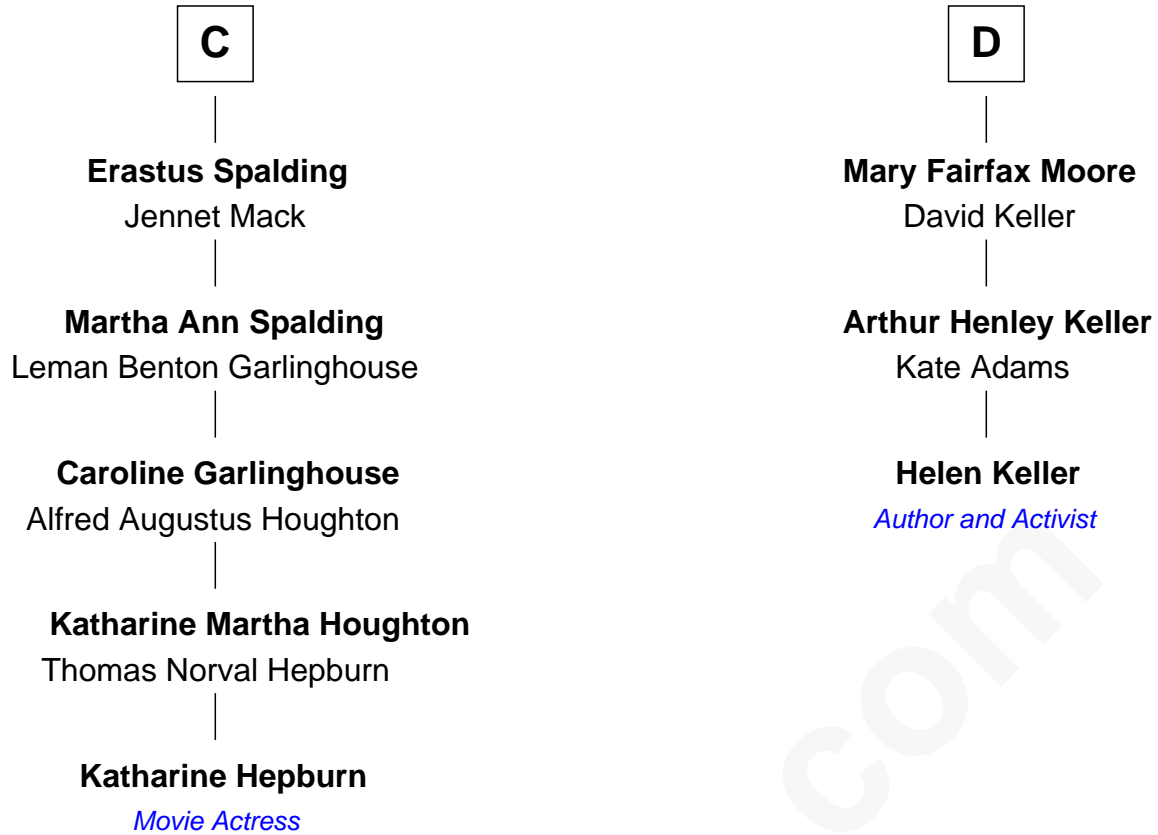 C
Erastus Spalding
Jennet Mack
Martha Ann Spalding
Leman Benton Garlinghouse
Caroline Garlinghouse
Alfred Augustus Houghton
Katharine Martha Houghton
Thomas Norval Hepburn
Katharine Hepburn
Movie Actress
D
Mary Fairfax Moore
David Keller
Arthur Henley Keller
Kate Adams
Helen Keller
Author and Activist
com